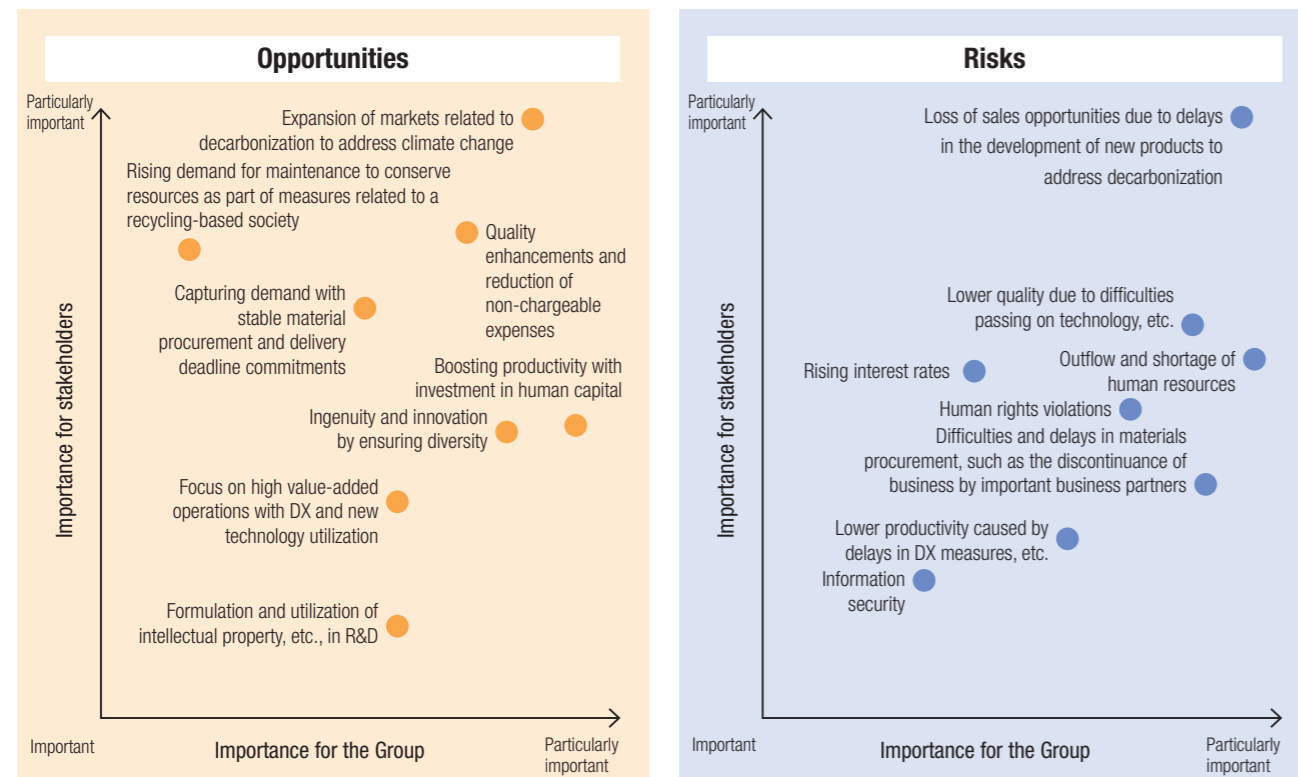 Opportunities
Particularly
important
Expansion of markets related to
decarbonization to address climate change
Rising demand for maintenance to conserve
resources as part of measures related to a
recycling-based society
Quality
enhancements and
reduction of
non-chargeable
expenses
Capturing demand with
stable material
procurement and delivery
deadline commitments
Boosting productivity with
investment in human capital
Ingenuity and innovation
by ensuring diversity
Focus on high value-added
operations with DX and new
technology utilization
Formulation and utilization of
intellectual property, etc., in R&D
Importance for stakeholders
Important
Importance for the Group
Particularly
important
Risks
Particularly
important
Loss of sales opportunities due to delays
in the development of new products to
address decarbonization
Lower quality due to difficulties
passing on technology, etc.
Rising interest rates
Outflow and shortage of
human resources
Human rights violations
Difficulties and delays in materials
procurement, such as the discontinuance of
business by important business partners
Lower productivity caused by
delays in DX measures, etc.
Information
security
Importance for stakeholders
Important
Importance for the Group
Particularly
important